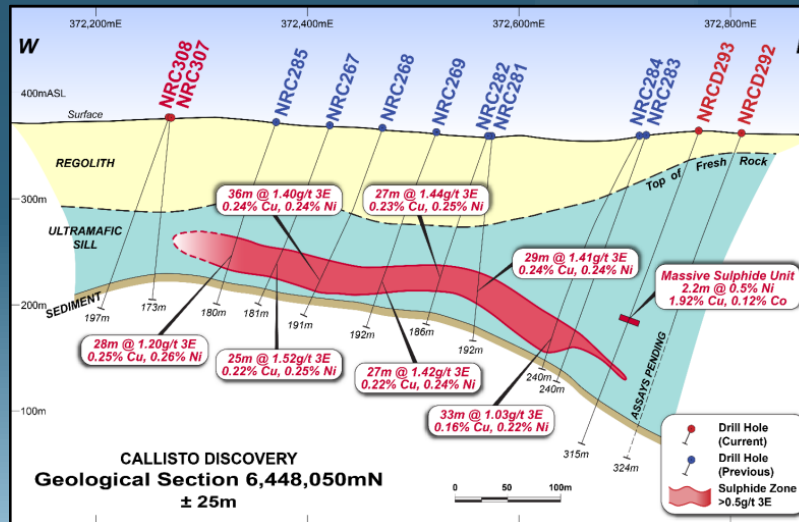 372,200mE
372,400mE
372,600mE
372,800mE
W
NRC308
NRC307
NRC285
NRC267
NRC268
NRC269
NRC282
NRC281
NRC284
NRC283
NRCD293
NRCD292
400mASL
Surface
REGOLITH
Top of Fresh Rock
300m
36m @ 1.40g/t 3E
0.24% Cu, 0.24% Ni
27m @ 1.44g/t 3E
0.23% Cu, 0.25% Ni
ULTRAMAFIC
SILL
29m @ 1.41g/t 3E
0.24% Cu, 0.24% Ni
Massive Sulphide Unit
2.2m @ 0.5% Ni
1.92% Cu, 0.12% Co
200m
SEDIMENT
197m
173m
180m
181m
191m
192m
186m
192m
240m
240m
315m
324m
28m @ 1.20g/t 3E
0.25% Cu, 0.26% Ni
25m @ 1.52g/t 3E
0.22% Cu, 0.25% Ni
27m @ 1.42g/t 3E
0.22% Cu, 0.24% Ni
33m @ 1.03g/t 3E
0.16% Cu, 0.22% Ni
ASSAYS PENDING
100m
CALLISTO DISCOVERY
Geological Section 6,448,050mN
± 25m
0 50 100m
Drill Hole
(Current)
Drill Hole
(Previous)
Sulphide Zone
>0.5g/t 3E